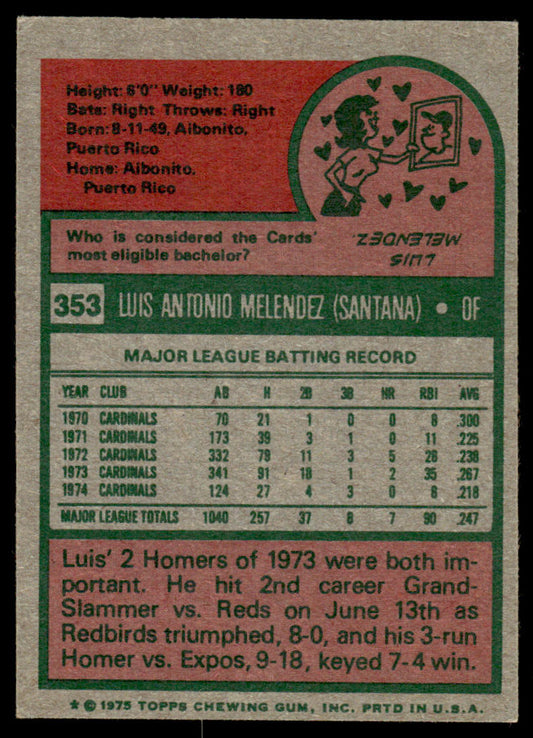 Height: 6'0" Weight: 180
Bats: Right Throws: Right
Born: 8-11-49, Aibonito,
Puerto Rico
Home: Aibonito,
Puerto Rico
Who is considered the Cards'
most eligible bachelor?
LUIS
MELENDEZ
353 LUIS ANTONIO MELENDEZ (SANTANA) • OF
MAJOR LEAGUE BATTING RECORD
YEAR CLUB AB H 2B 3B HR RBI AVG
1970 CARDINALS 70 21 1 0 0 8 .300
1971 CARDINALS 173 39 3 1 0 11 .225
1972 CARDINALS 332 79 11 3 5 28 .238
1973 CARDINALS 341 91 18 1 2 35 .267
1974 CARDINALS 124 27 4 3 0 8 .218
MAJOR LEAGUE TOTALS 1040 257 37 8 7 90 .247
Luis' 2 Homers of 1973 were both im-
portant. He hit 2nd career Grand-
Slammer vs. Reds on June 13th as
Redbirds triumphed, 8-0, and his 3-run
Homer vs. Expos, 9-18, keyed 7-4 win.
* © 1975 TOPPS CHEWING GUM, INC. PRTD IN U.S.A.